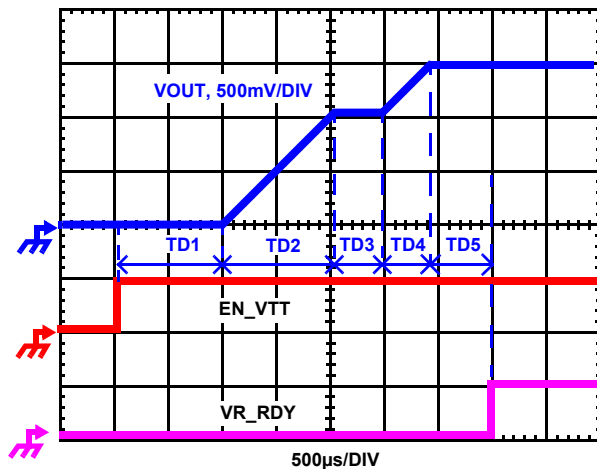 VOUT, 500mV/DIV
TD1 TD2 TD3 TD4 TD5
EN_VTT
VR_RDY
500µs/DIV